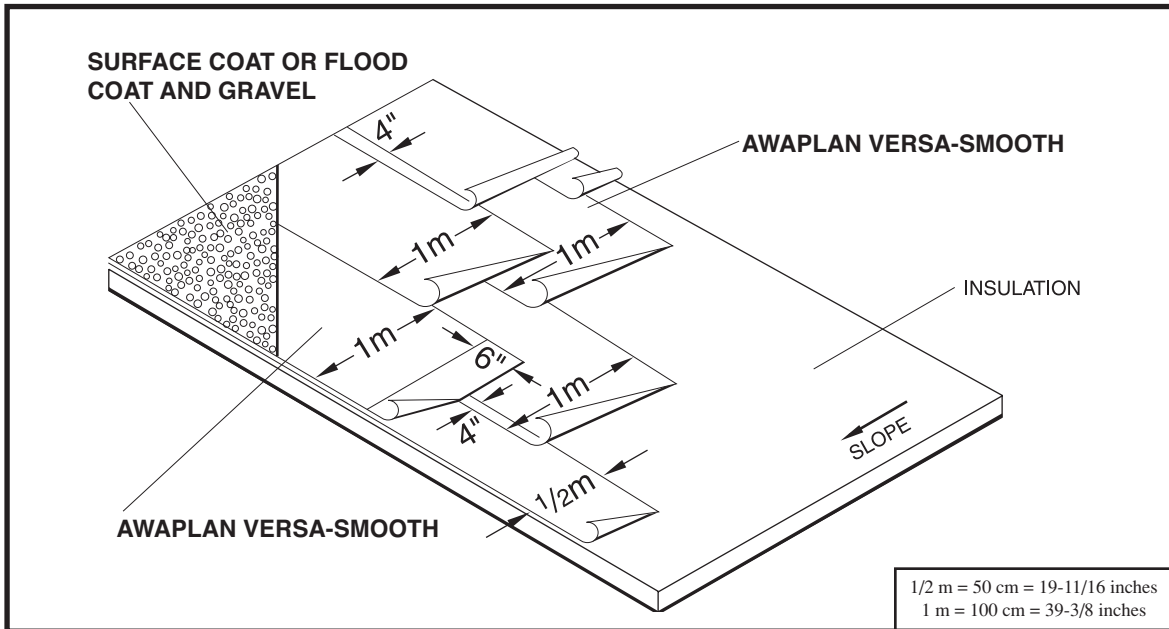 SURFACE COAT OR FLOOD
COAT AND GRAVEL
4"
AWAPLAN VERSA-SMOOTH
1m
1m
INSULATION
1m
6"
1m
4"
SLOPE
1/2m
AWAPLAN VERSA-SMOOTH
1/2 m = 50 cm = 19-11/16 inches
1 m = 100 cm = 39-3/8 inches